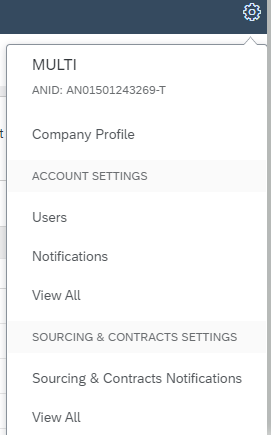 MULTI
ANID: AN01501243269-T
Company Profile
ACCOUNT SETTINGS
Users
Notifications
View All
SOURCING & CONTRACTS SETTINGS
Sourcing & Contracts Notifications
View All